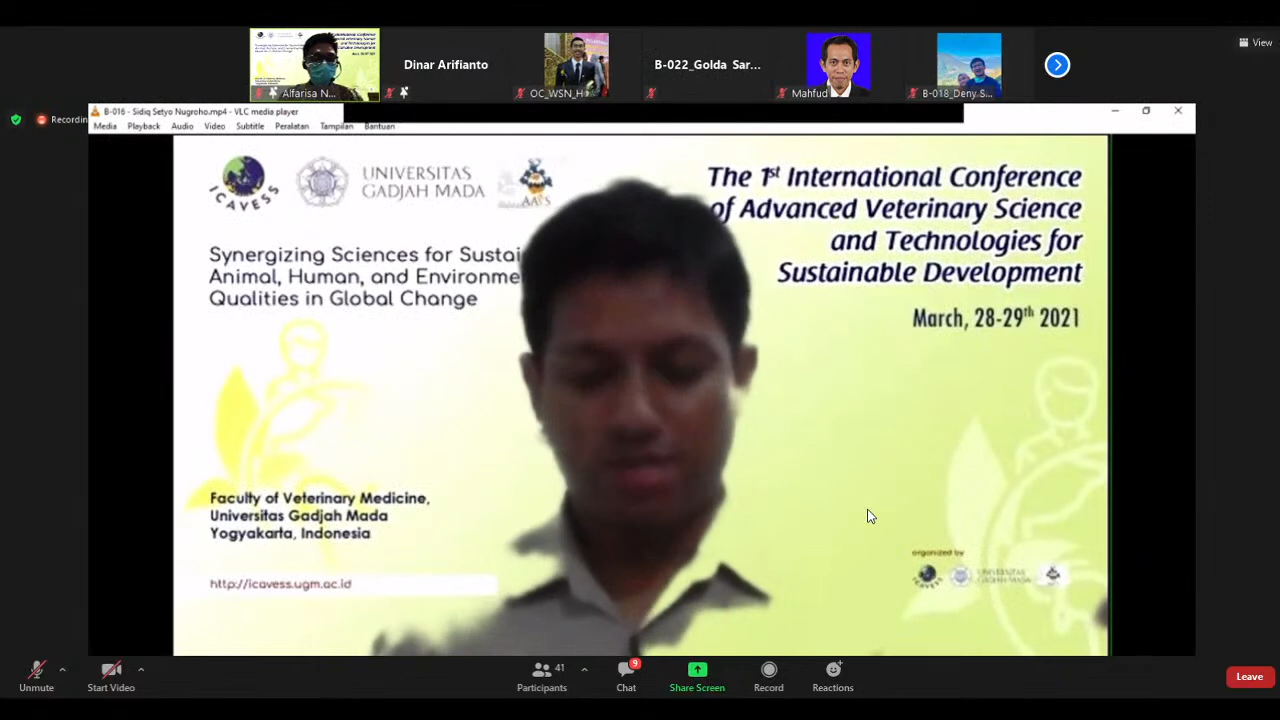 View
Dinar Arifianto
B-022_Golda Sar...
Alfarisa N...
OC_WSN_H
Mahfud
B-018_Deny.S...
Recordin
B-016 - Sidiq Setyo Nugroho.mp4 - VLC media player
Media Playback Audio Video Subtitle Peralatan Tampilan Bantuan
ICAVESS
UNIVERSITAS
GADJAH MADA
The 1st International Conference
of Advanced Veterinary Science
and Technologies for
Sustainable Development
March, 28-29th 2021
Synergizing Sciences for Sustai
Animal, Human, and Environme
Qualities in Global Change
Faculty of Veterinary Medicine,
Universitas Gadjah Mada
Yogyakarta, Indonesia
http://icavess.ugm.ac.id
organized by
UNIVERSITAS
GADJAH MADA
Unmute
Start Video
Participants
41
Chat
9
Share Screen
Record
Reactions
Leave